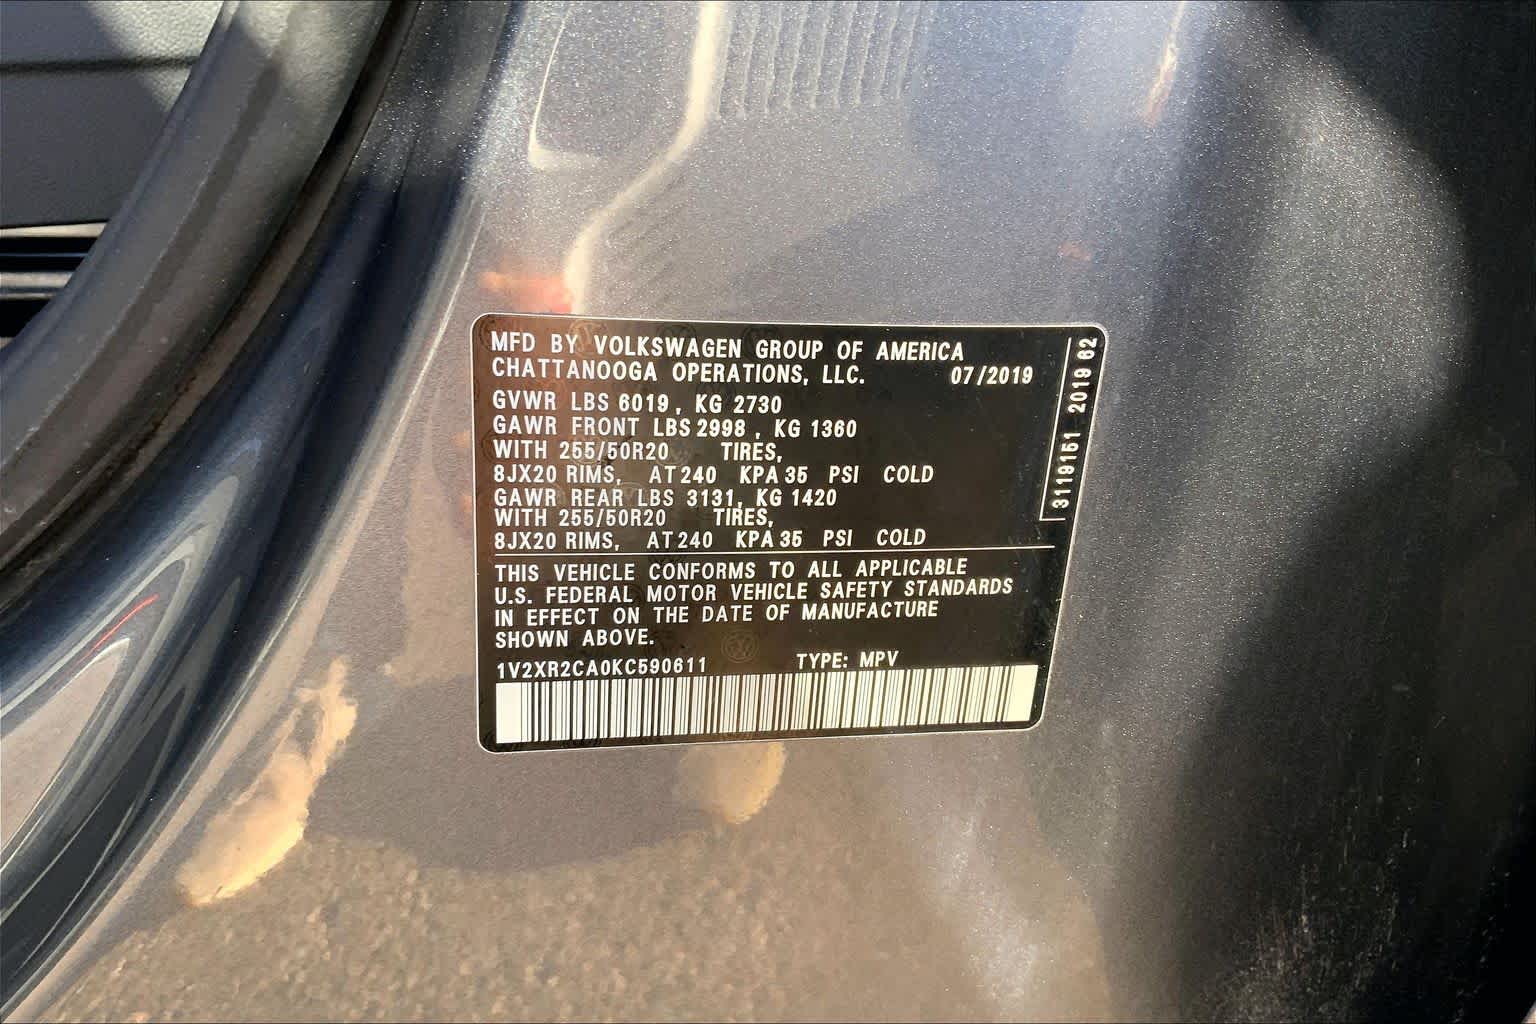 MFD BY VOLKSWAGEN GROUP OF AMERICA
CHATTANOOGA OPERATIONS, LLC. 07/2019
GVWR LBS 6019, KG 2730
GAWR FRONT LBS 2998, KG 1360
WITH 255/50R20 TIRES,
8JX20 RIMS, AT 240 KPA 35 PSI COLD
GAWR REAR LBS 3131, KG 1420
WITH 255/50R20 TIRES,
8JX20 RIMS, AT 240 KPA 35 PSI COLD
THIS VEHICLE CONFORMS TO ALL APPLICABLE
U.S. FEDERAL MOTOR VEHICLE SAFETY STANDARDS
IN EFFECT ON THE DATE OF MANUFACTURE
SHOWN ABOVE.
1V2XR2CA0KC590611 TYPE: MPV
3119151 2019 62